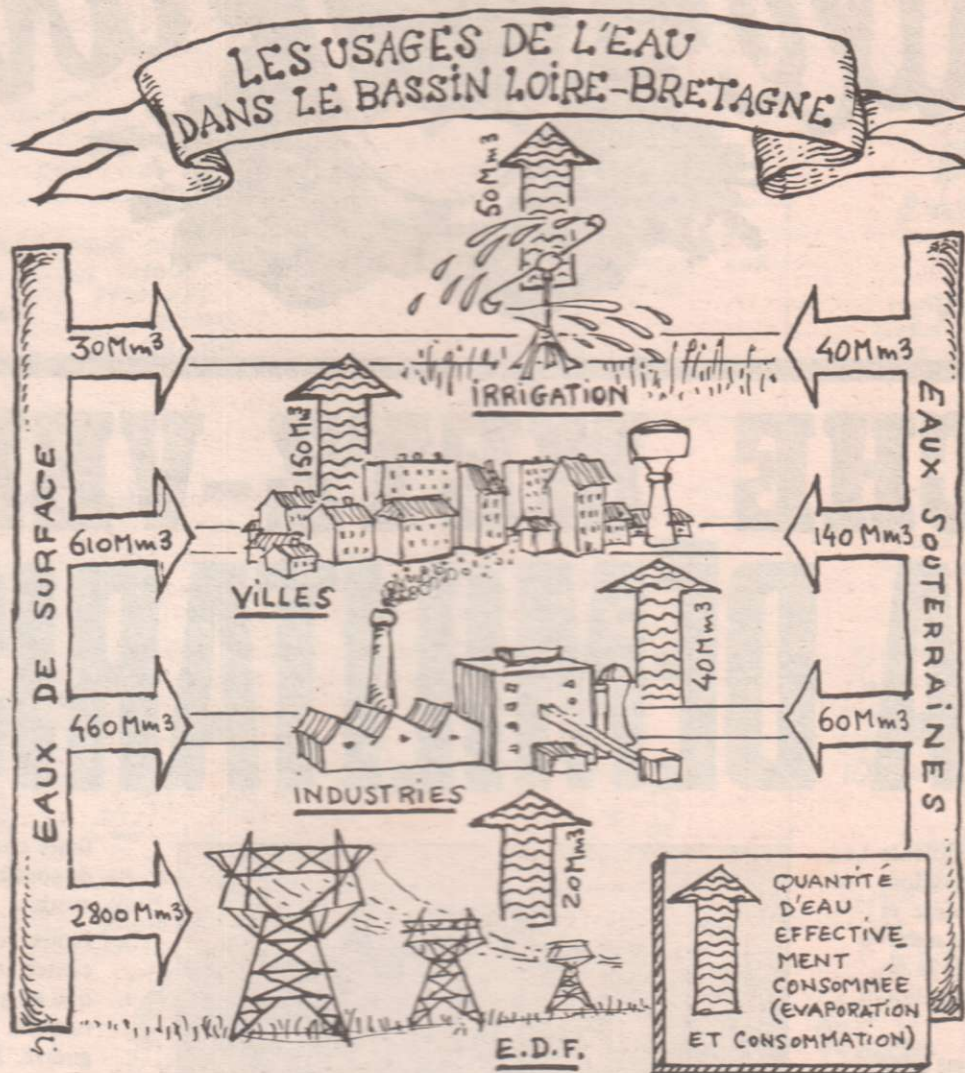 LES USAGES DE L'EAU
DANS LE BASSIN LOIRE-BRETAGNE
50Mm3
30Mm3
40Mm3
IRRIGATION
150Mm3
610Mm3
140Mm3
VILLES
40Mm3
460Mm3
60Mm3
INDUSTRIES
20Mm3
2800Mm3
E.D.F.
EAUX DE SURFACE
EAUX SOUTERRAINES
QUANTITÉ
D'EAU
EFFECTIVE_
MENT
CONSOMMÉE
(EVAPORATION
ET CONSOMMATION)